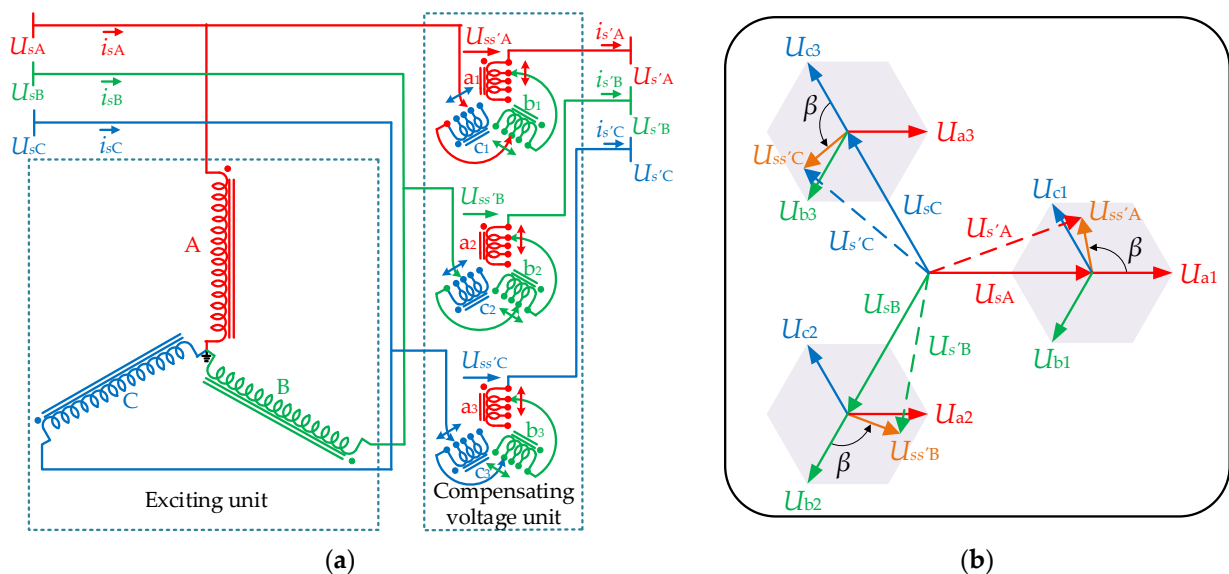 UsA
isA
UsB
isB
UsC
isC
A
C
B
Exciting unit
Uss'A
a1
b1
c1
Uss'B
a2
b2
c2
Uss'C
a3
b3
c3
Compensating
voltage unit
is'A
Us'A
is'B
Us'B
is'C
Us'C
(a)
Uc3
β
Ua3
Uss'C
Ub3
UsC
Us'C
Uc1
Uss'A
Us'A
β
Ua1
UsA
Ub1
UsB
Us'B
Uc2
Ua2
Uss'B
β
Ub2
(b)